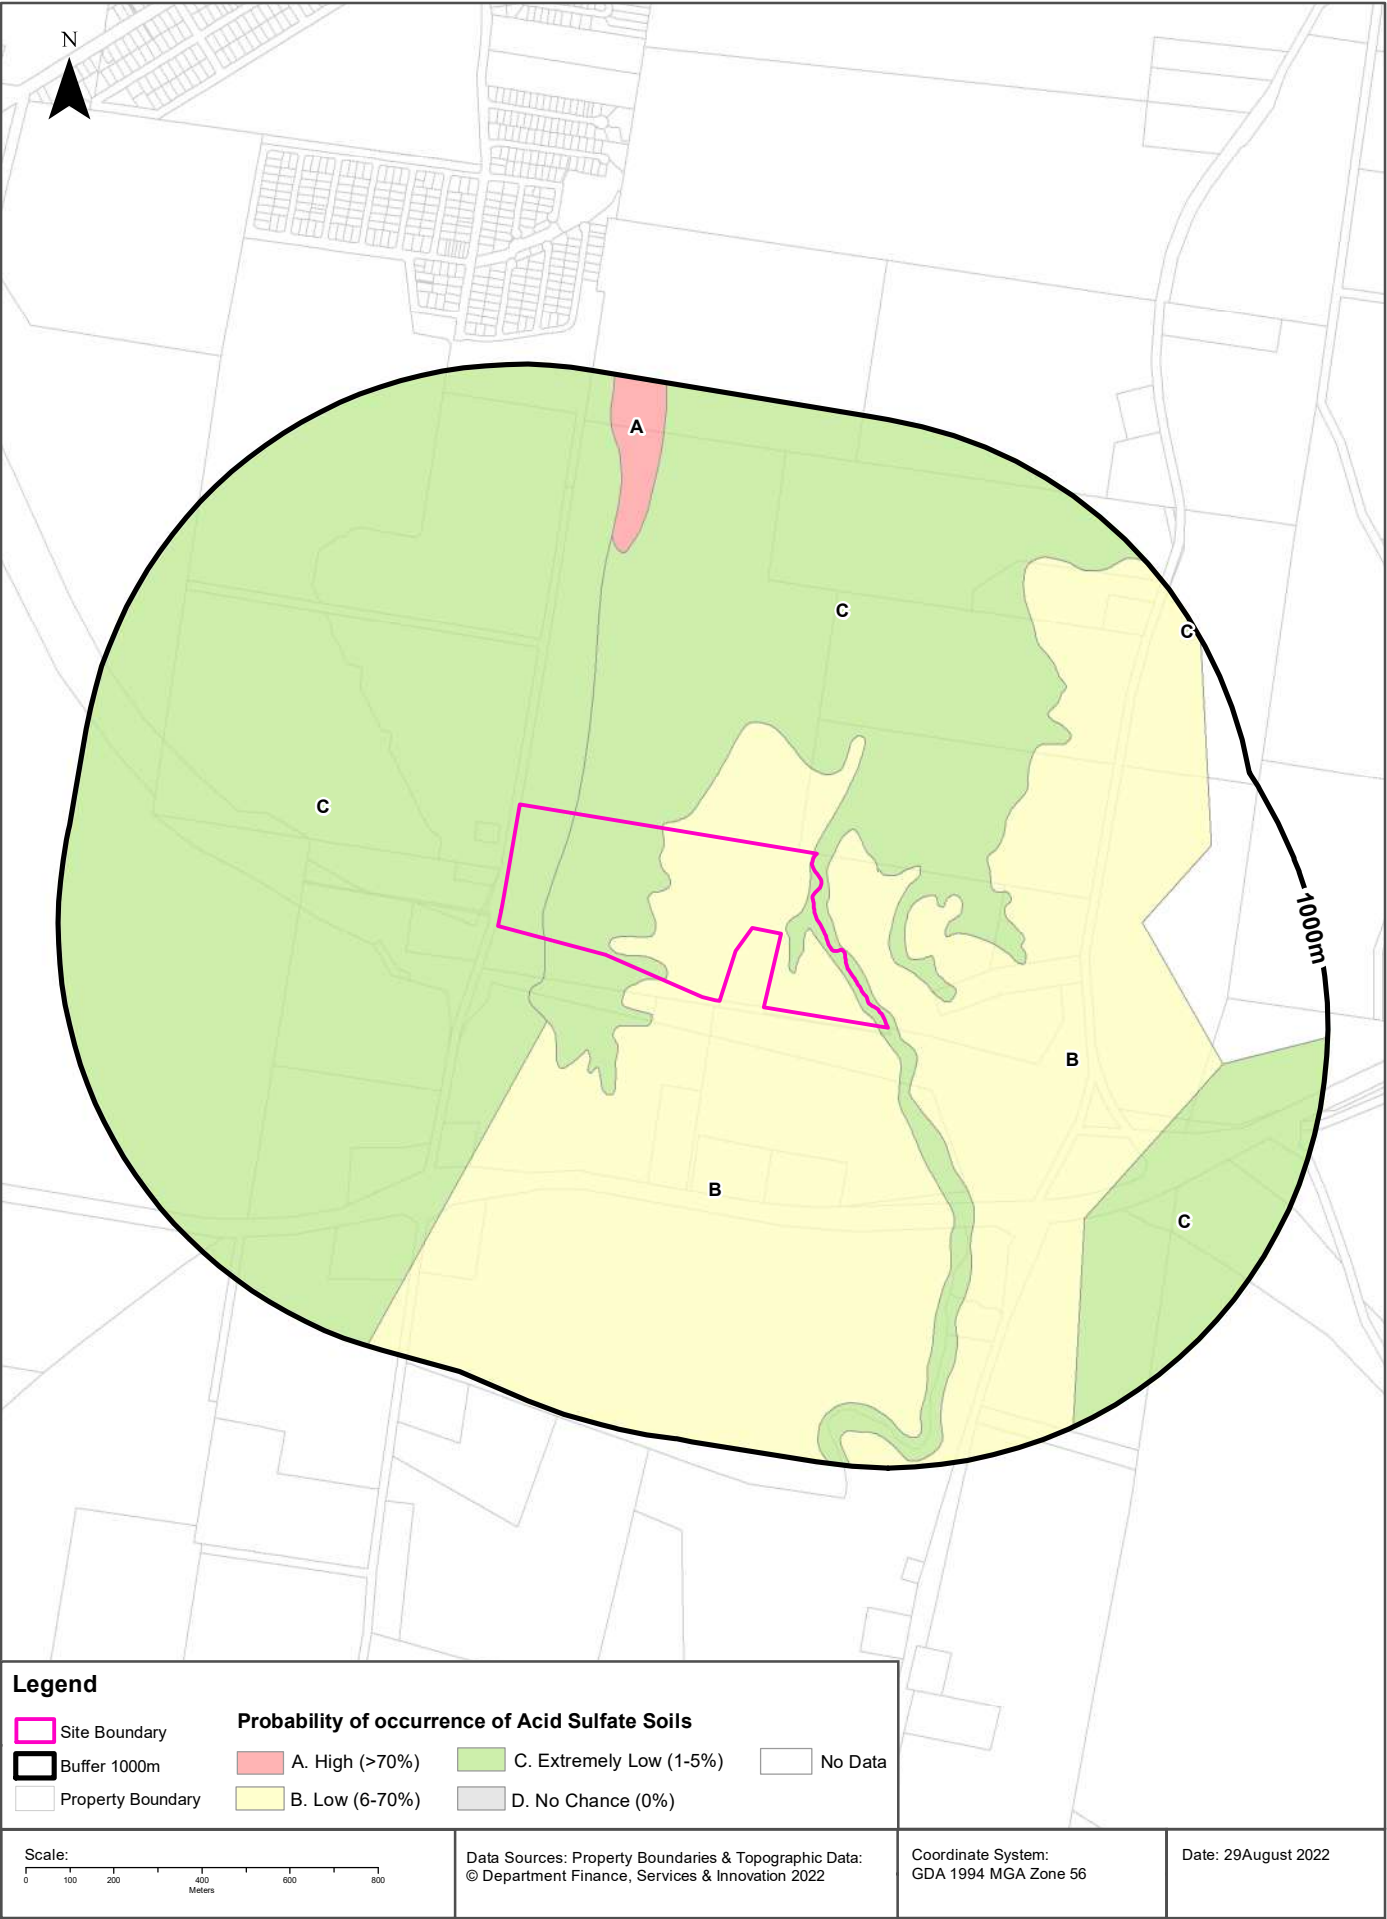 N
A
C
C
C
1000m
B
B
C
Legend
Site Boundary
Buffer 1000m
Property Boundary
Probability of occurrence of Acid Sulfate Soils
A. High (>70%)
C. Extremely Low (1-5%)
No Data
B. Low (6-70%)
D. No Chance (0%)
Scale:
0 100 200 400 600 800
Meters
Data Sources: Property Boundaries & Topographic Data:
© Department Finance, Services & Innovation 2022
Coordinate System:
GDA 1994 MGA Zone 56
Date: 29August 2022